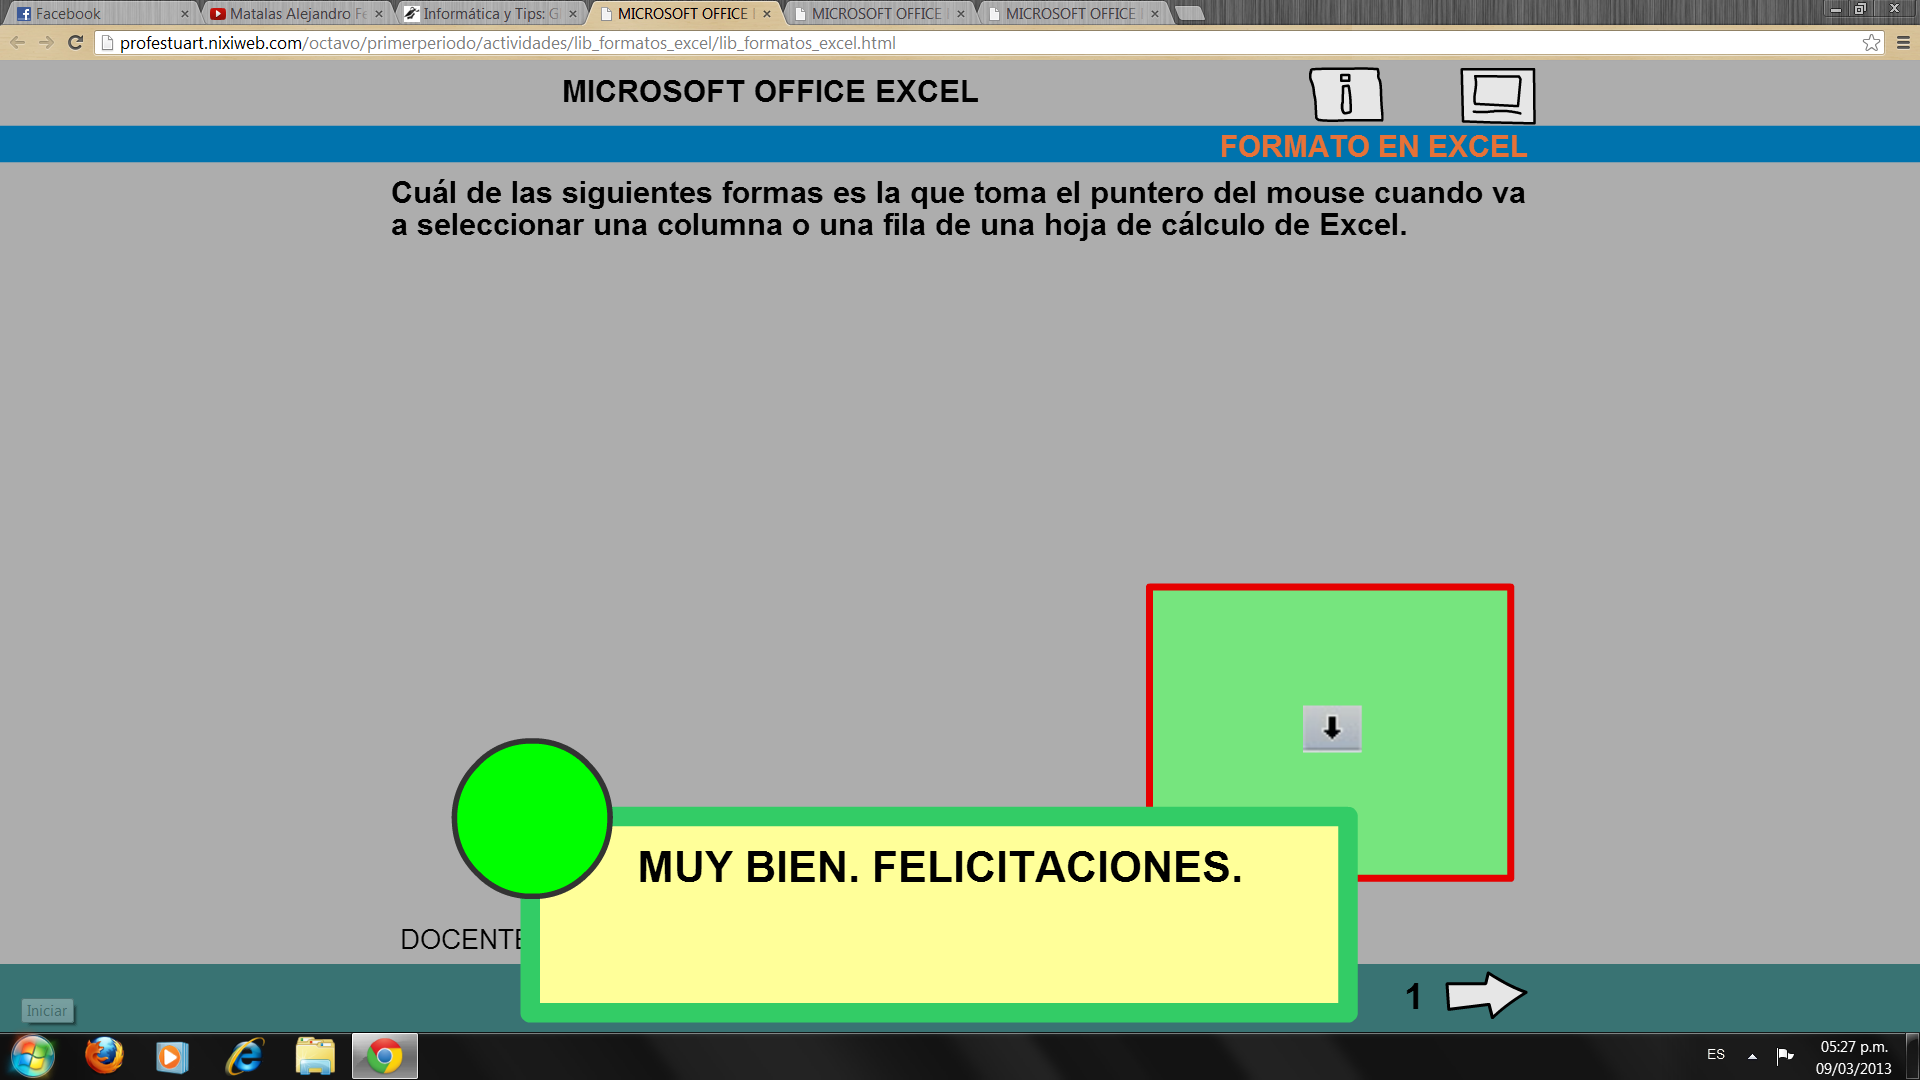 Facebook
Matalas Alejandro Fe
Informática y Tips: G
MICROSOFT OFFICE
MICROSOFT OFFICE
MICROSOFT OFFICE
profestuart.nixiweb.com/octavo/primerperiodo/actividades/lib_formatos_excel/lib_formatos_excel.html
MICROSOFT OFFICE EXCEL
FORMATO EN EXCEL
Cuál de las siguientes formas es la que toma el puntero del mouse cuando va
a seleccionar una columna o una fila de una hoja de cálculo de Excel.
MUY BIEN. FELICITACIONES.
DOCENTE
1
Iniciar
ES
05:27 p.m.
09/03/2013